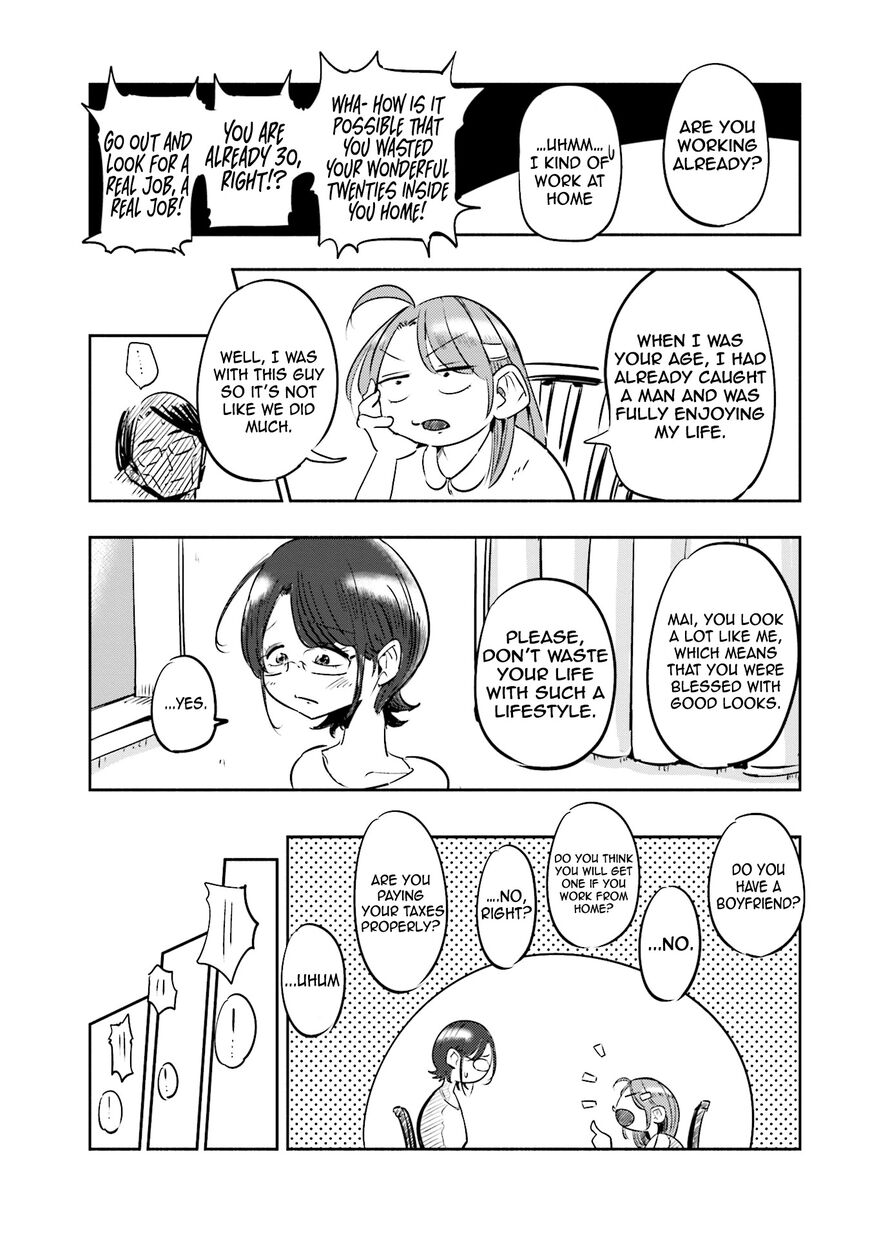 ARE YOU
WORKING
ALREADY?
...UHMM...
I KIND OF
WORK AT
HOME
WHA- HOW IS IT
POSSIBLE THAT
YOU WASTED
YOUR WONDERFUL
TWENTIES INSIDE
YOU HOME!
YOU ARE
ALREADY 30,
RIGHT!?
GO OUT AND
LOOK FOR A
REAL JOB, A
REAL JOB!
WHEN I WAS
YOUR AGE, I HAD
ALREADY CAUGHT
A MAN AND WAS
FULLY ENJOYING
MY LIFE.
WELL, I WAS
WITH THIS GUY
SO IT'S NOT
LIKE WE DID
MUCH.
.....
MAI, YOU LOOK
A LOT LIKE ME,
WHICH MEANS
THAT YOU WERE
BLESSED WITH
GOOD LOOKS.
PLEASE,
DON'T WASTE
YOUR LIFE
WITH SUCH A
LIFESTYLE.
...YES.
DO YOU
HAVE A
BOYFRIEND?
...NO.
DO YOU THINK
YOU WILL GET
ONE IF YOU
WORK FROM
HOME?
....NO,
RIGHT?
ARE YOU
PAYING
YOUR TAXES
PROPERLY?
...UHUM